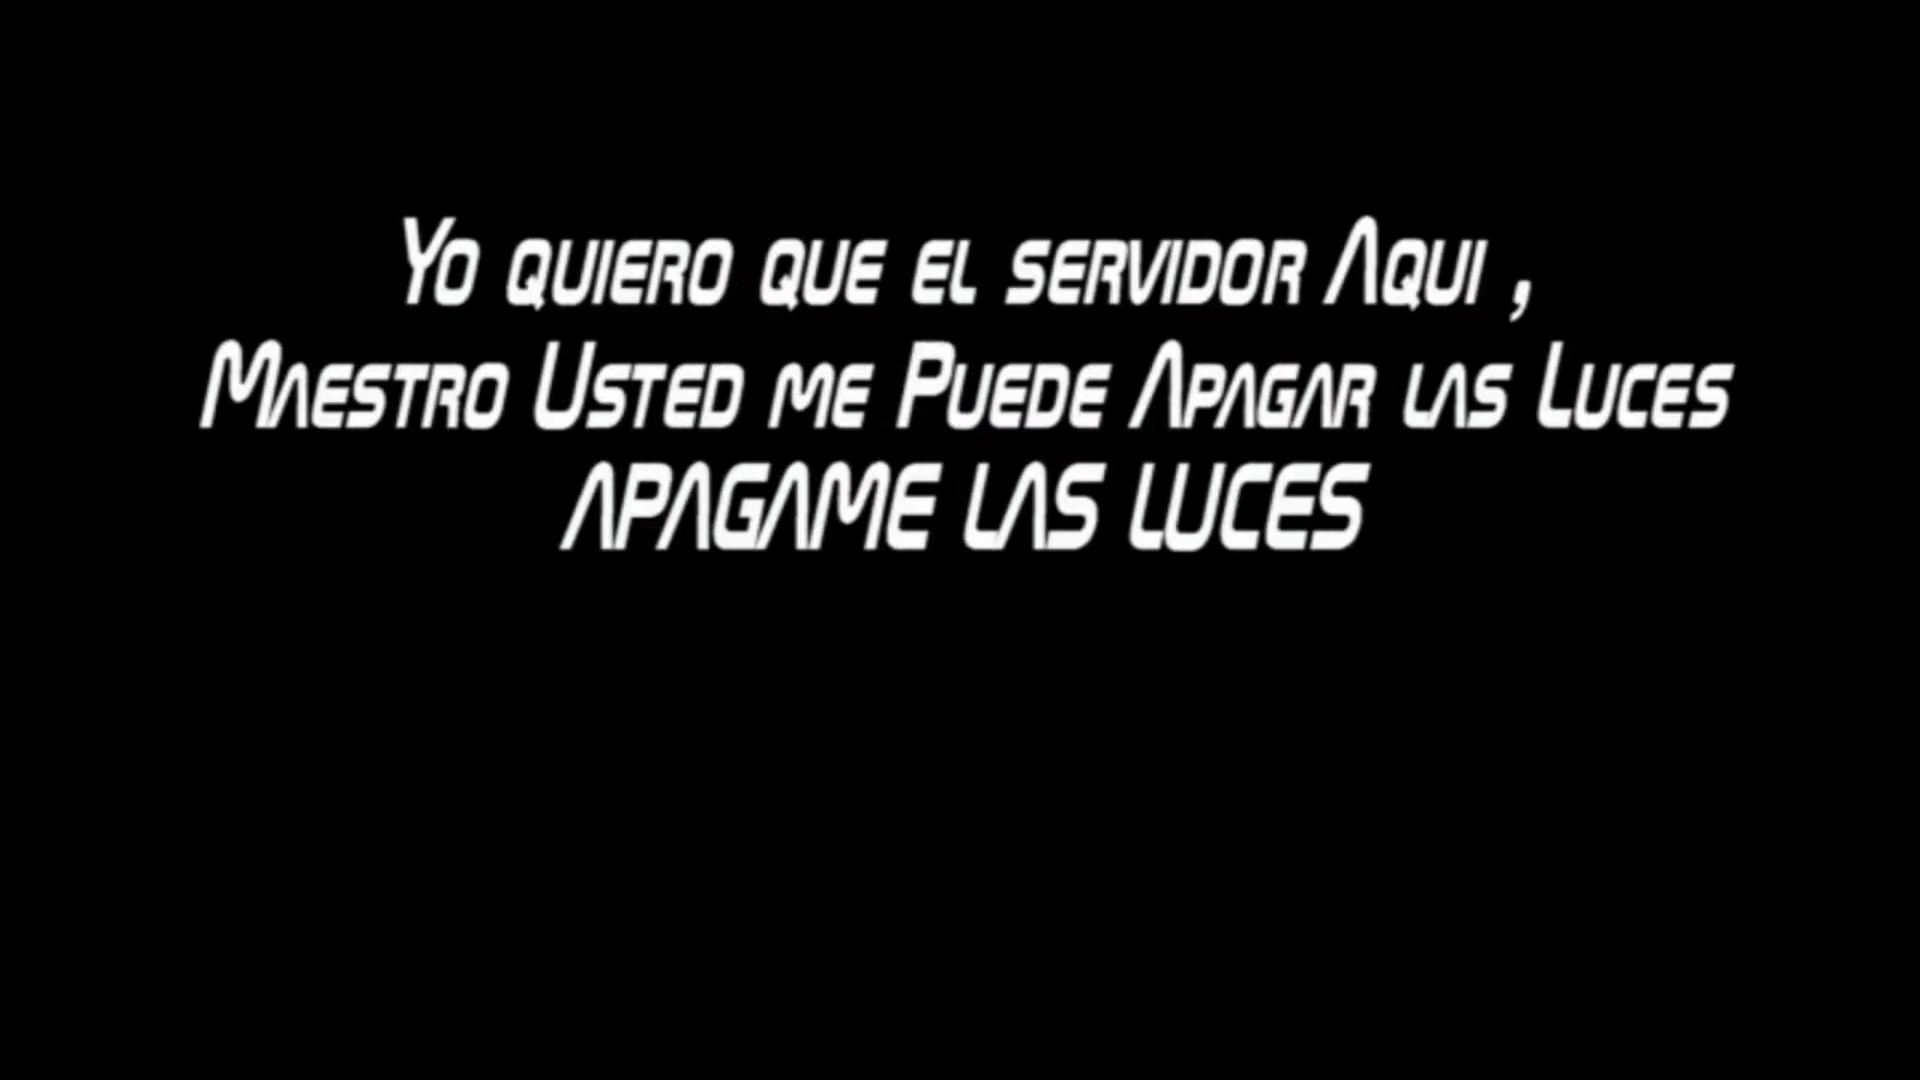 Yo quiero que el servidor Aqui ,
Maestro Usted me Puede Apagar las Luces
APAGAME LAS LUCES